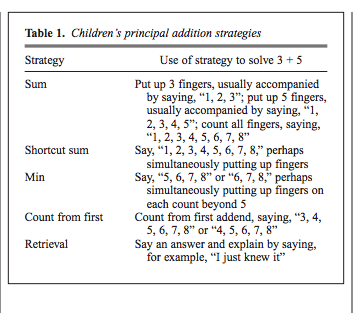 Table 1. Children's principal addition strategies
Strategy Use of strategy to solve 3 + 5
Sum Put up 3 fingers, usually accompanied
by saying, “1, 2, 3”; put up 5 fingers,
usually accompanied by saying, “1,
2, 3, 4, 5”; count all fingers, saying,
“1, 2, 3, 4, 5, 6, 7, 8”
Shortcut sum Say, “1, 2, 3, 4, 5, 6, 7, 8,” perhaps
simultaneously putting up fingers
Min Say, “5, 6, 7, 8” or “6, 7, 8,” perhaps
simultaneously putting up fingers on
each count beyond 5
Count from first Count from first addend, saying, “3, 4,
5, 6, 7, 8” or “4, 5, 6, 7, 8”
Retrieval Say an answer and explain by saying,
for example, “I just knew it”